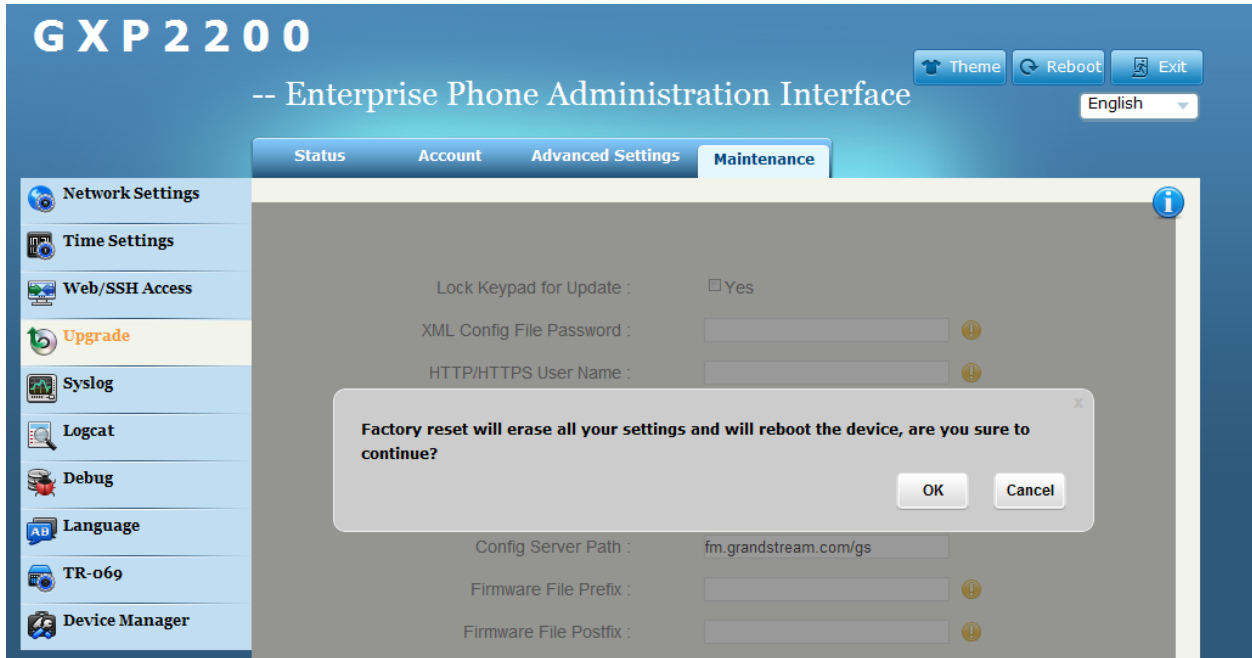 GXP2200
Theme
Reboot
Exit
-- Enterprise Phone Administration Interface
English
Status
Account
Advanced Settings
Maintenance
Network Settings
Time Settings
Web/SSH Access
Upgrade
Syslog
Logcat
Debug
Language
TR-069
Device Manager
Lock Keypad for Update :
Yes
XML Config File Password :
HTTP/HTTPS User Name :
x
Factory reset will erase all your settings and will reboot the device, are you sure to
continue?
OK
Cancel
Config Server Path :
fm.grandstream.com/gs
Firmware File Prefix :
Firmware File Postfix :